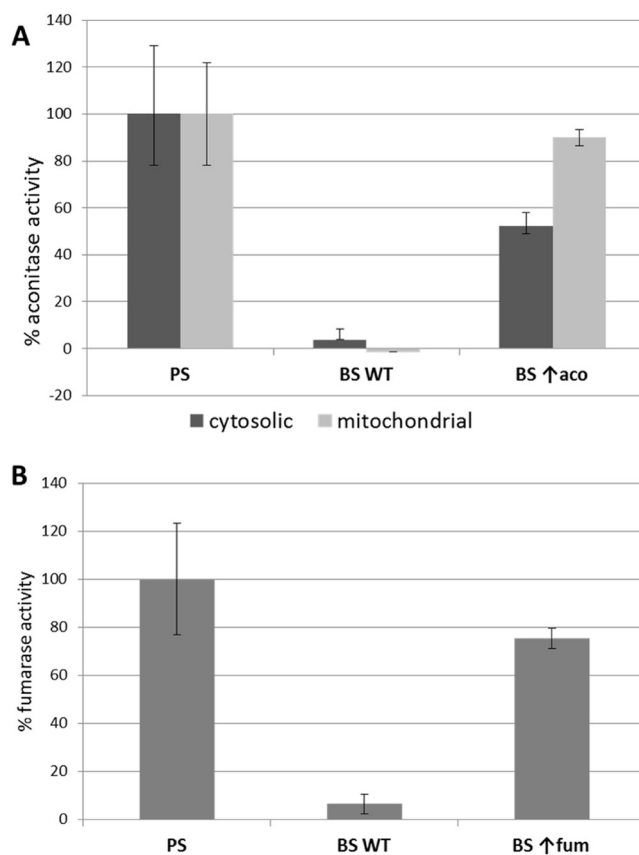 A
140
120
100
80
60
40
20
0
-20
% aconitase activity
PS BS WT BS ↑aco
cytosolic mitochondrial
B
140
120
100
80
60
40
20
0
% fumarase activity
PS BS WT BS ↑fum